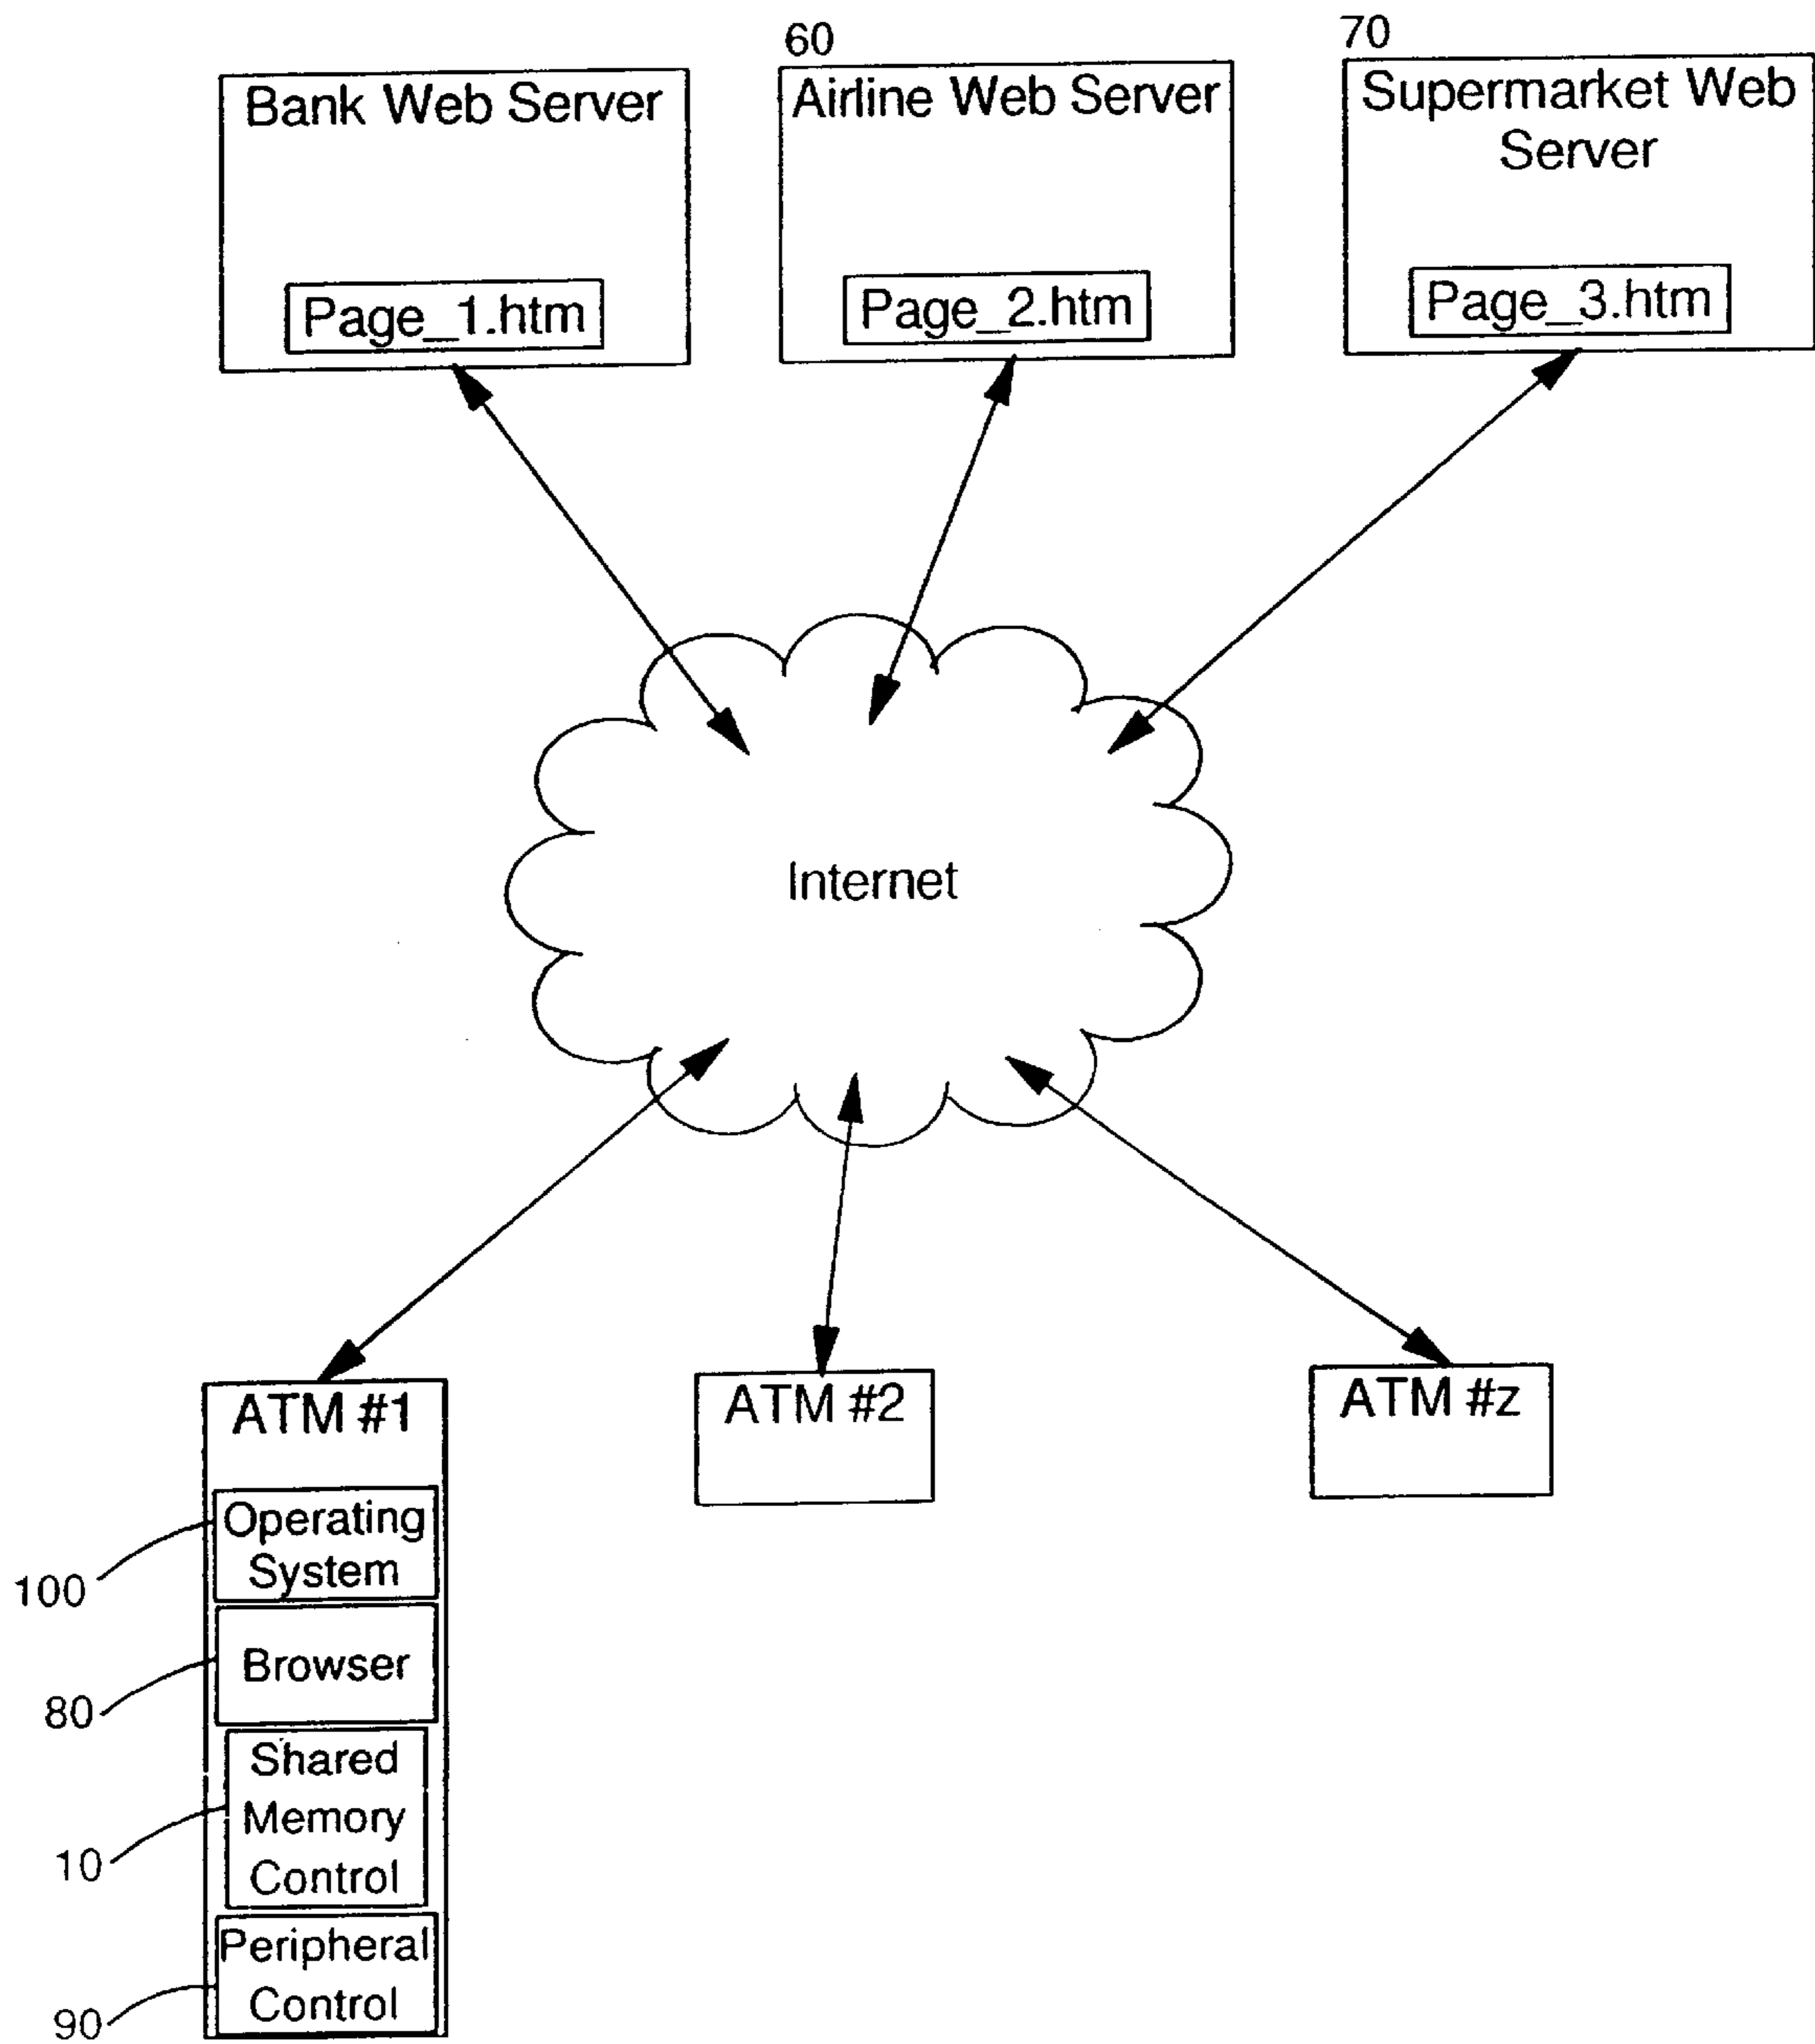 60
70
Bank Web Server
Airline Web Server
Supermarket Web
Server
Page_1.htm
Page_2.htm
Page_3.htm
Internet
ATM #1
ATM #2
ATM #z
Operating
System
100
Browser
80
Shared
Memory
Control
10
Peripheral
Control
90